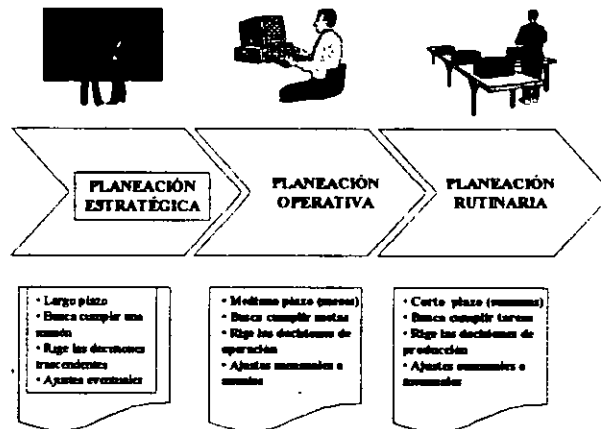 PLANEACIÓN
ESTRATÉGICA
PLANEACIÓN
OPERATIVA
PLANEACIÓN
RUTINARIA
• Largo plazo
• Busca cumplir una
misión
• Rige las decisiones
trascendentes
• Ajustes eventuales
• Mediano plazo (meses)
• Busca cumplir metas
• Rige las decisiones de
operación
• Ajustes mensuales o
• Corto plazo (semanas)
• Busca cumplir tareas
• Rige las decisiones de
producción
• Ajustes semanales o